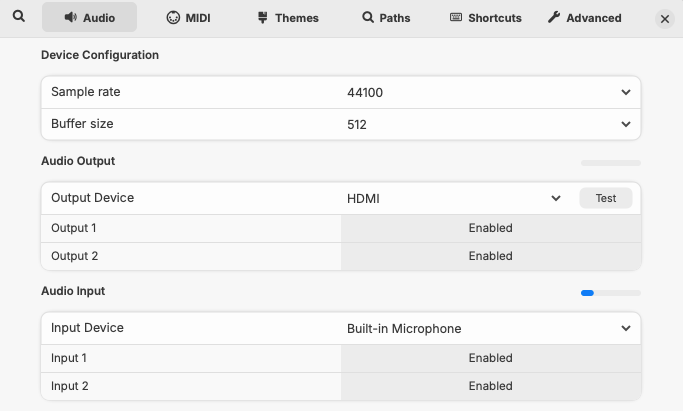 Audio MIDI Themes Paths Shortcuts Advanced
Device Configuration
Sample rate 44100
Buffer size 512
Audio Output
Output Device HDMI Test
Output 1 Enabled
Output 2 Enabled
Audio Input
Input Device Built-in Microphone
Input 1 Enabled
Input 2 Enabled